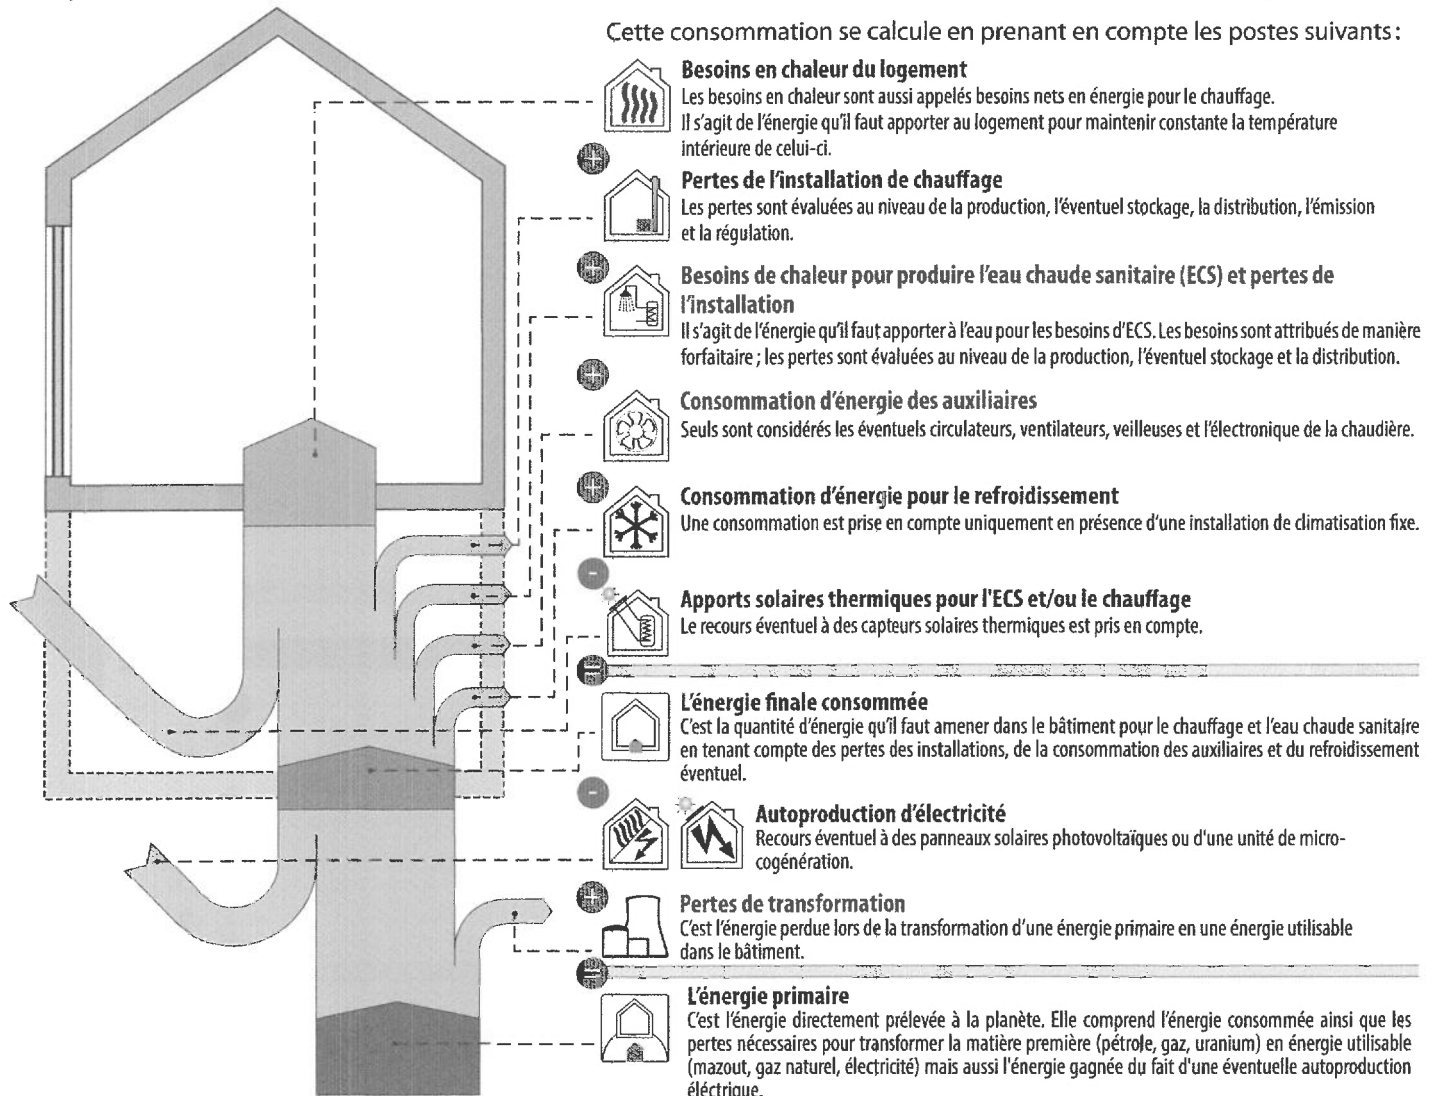 Cette consommation se calcule en prenant en compte les postes suivants :
Besoins en chaleur du logement
Les besoins en chaleur sont aussi appelés besoins nets en énergie pour le chauffage.
Il s'agit de l'énergie qu'il faut apporter au logement pour maintenir constante la température
intérieure de celui-ci.
+
Pertes de l'installation de chauffage
Les pertes sont évaluées au niveau de la production, l'éventuel stockage, la distribution, l'émission
et la régulation.
+
Besoins de chaleur pour produire l'eau chaude sanitaire (ECS) et pertes de
l'installation
Il s'agit de l'énergie qu'il faut apporter à l'eau pour les besoins d'ECS. Les besoins sont attribués de manière
forfaitaire ; les pertes sont évaluées au niveau de la production, l'éventuel stockage et la distribution.
+
Consommation d'énergie des auxiliaires
Seuls sont considérés les éventuels circulateurs, ventilateurs, veilleuses et l'électronique de la chaudière.
+
Consommation d'énergie pour le refroidissement
Une consommation est prise en compte uniquement en présence d'une installation de climatisation fixe.
-
Apports solaires thermiques pour l'ECS et/ou le chauffage
Le recours éventuel à des capteurs solaires thermiques est pris en compte.
=
L'énergie finale consommée
C'est la quantité d'énergie qu'il faut amener dans le bâtiment pour le chauffage et l'eau chaude sanitaire
en tenant compte des pertes des installations, de la consommation des auxiliaires et du refroidissement
éventuel.
-
Autoproduction d'électricité
Recours éventuel à des panneaux solaires photovoltaïques ou d'une unité de micro-
cogénération.
+
Pertes de transformation
C'est l'énergie perdue lors de la transformation d'une énergie primaire en une énergie utilisable
dans le bâtiment.
=
L'énergie primaire
C'est l'énergie directement prélevée à la planète. Elle comprend l'énergie consommée ainsi que les
pertes nécessaires pour transformer la matière première (pétrole, gaz, uranium) en énergie utilisable
(mazout, gaz naturel, électricité) mais aussi l'énergie gagnée du fait d'une éventuelle autoproduction
éléctrique.